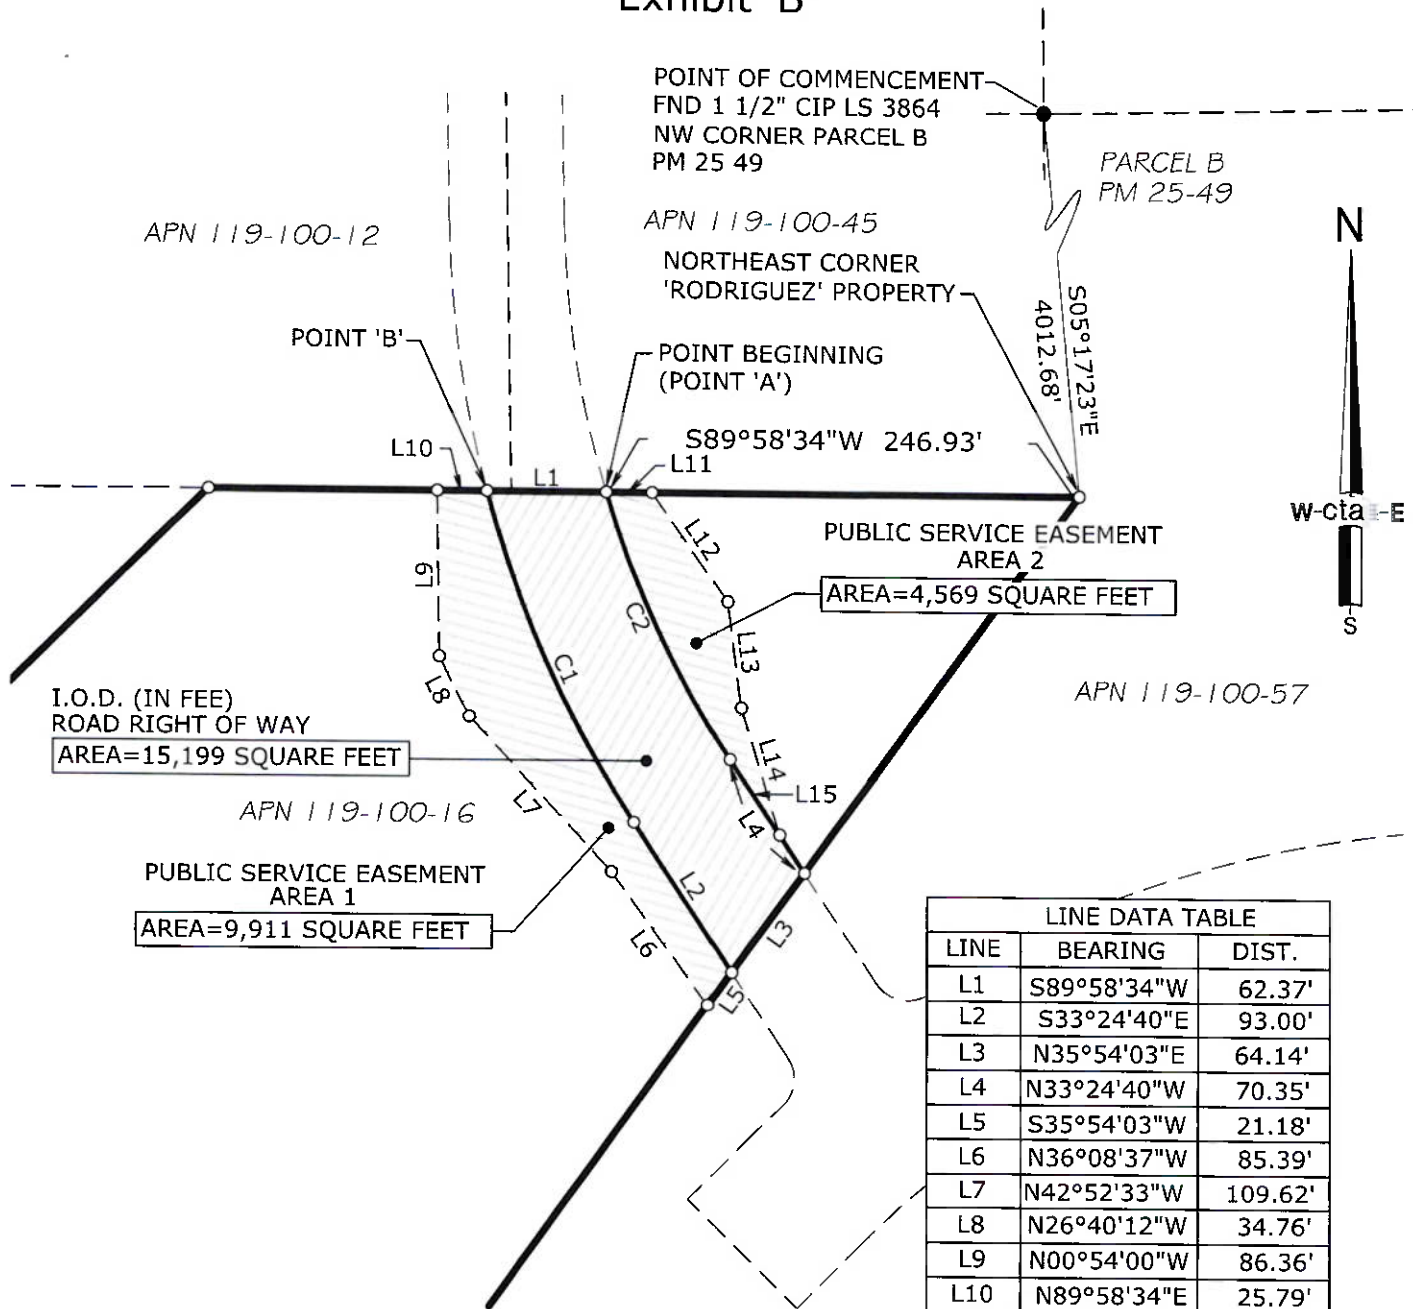 Exhibit 'B'
POINT OF COMMENCEMENT
FND 1 1/2" CIP LS 3864
NW CORNER PARCEL B
PM 25 49
PARCEL B
PM 25-49
APN 119-100-12
APN 119-100-45
N
NORTHEAST CORNER
'RODRIGUEZ' PROPERTY
S05°17'23"E
4012.68'
POINT 'B'
POINT BEGINNING
(POINT 'A')
S89°58'34"W 246.93'
L10
L1
L11
W-cta -E
S
L12
PUBLIC SERVICE EASEMENT
AREA 2
AREA=4,569 SQUARE FEET
L9
C2
L13
C1
L8
APN 119-100-57
I.O.D. (IN FEE)
ROAD RIGHT OF WAY
AREA=15,199 SQUARE FEET
L14
L15
L7
L4
APN 119-100-16
PUBLIC SERVICE EASEMENT
AREA 1
AREA=9,911 SQUARE FEET
L2
L6
L3
L5
LINE DATA TABLE
LINE BEARING DIST.
L1 S89°58'34"W 62.37'
L2 S33°24'40"E 93.00'
L3 N35°54'03"E 64.14'
L4 N33°24'40"W 70.35'
L5 S35°54'03"W 21.18'
L6 N36°08'37"W 85.39'
L7 N42°52'33"W 109.62'
L8 N26°40'12"W 34.76'
L9 N00°54'00"W 86.36'
L10 N89°58'34"E 25.79'